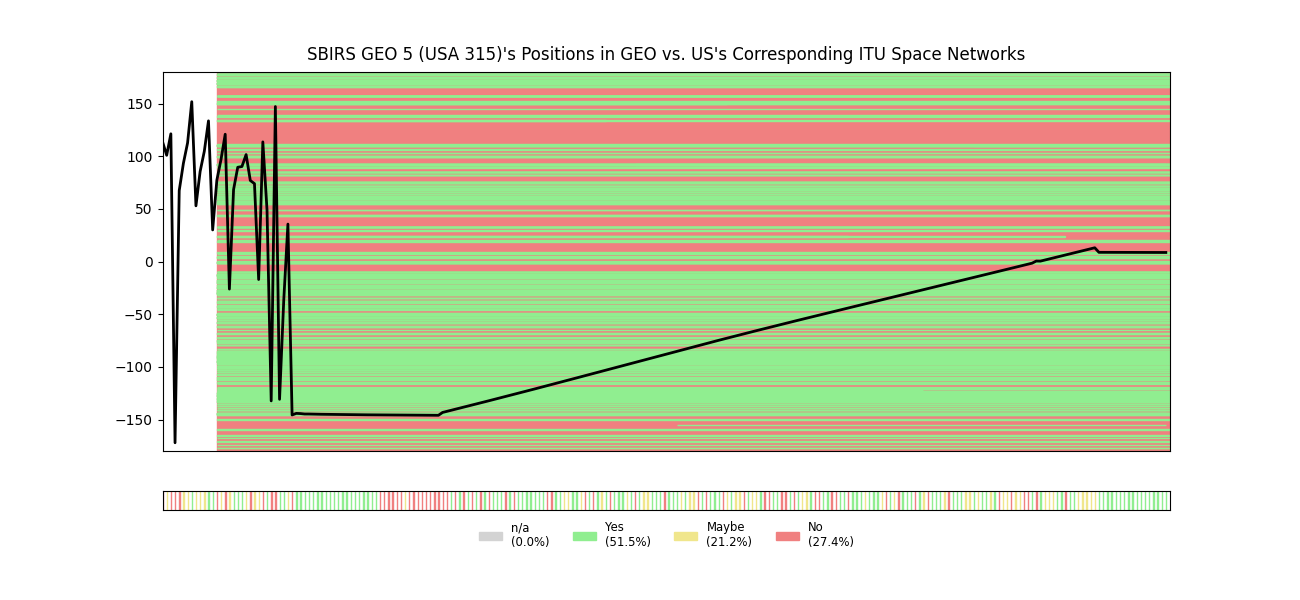 SBIRS GEO 5 (USA 315)'s Positions in GEO vs. US's Corresponding ITU Space Networks
150
100
50
0
−50
−100
−150
n/a
(0.0%)
Yes
(51.5%)
Maybe
(21.2%)
No
(27.4%)